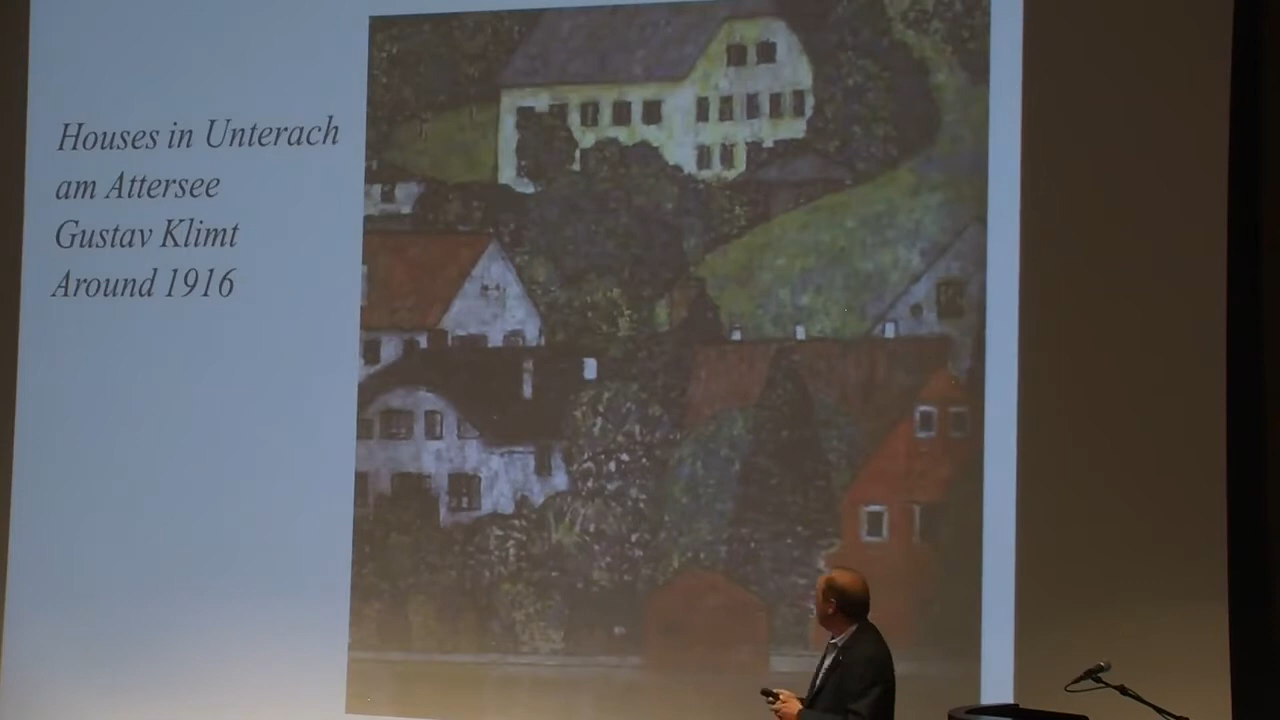 Houses in Unterach
am Attersee
Gustav Klimt
Around 1916